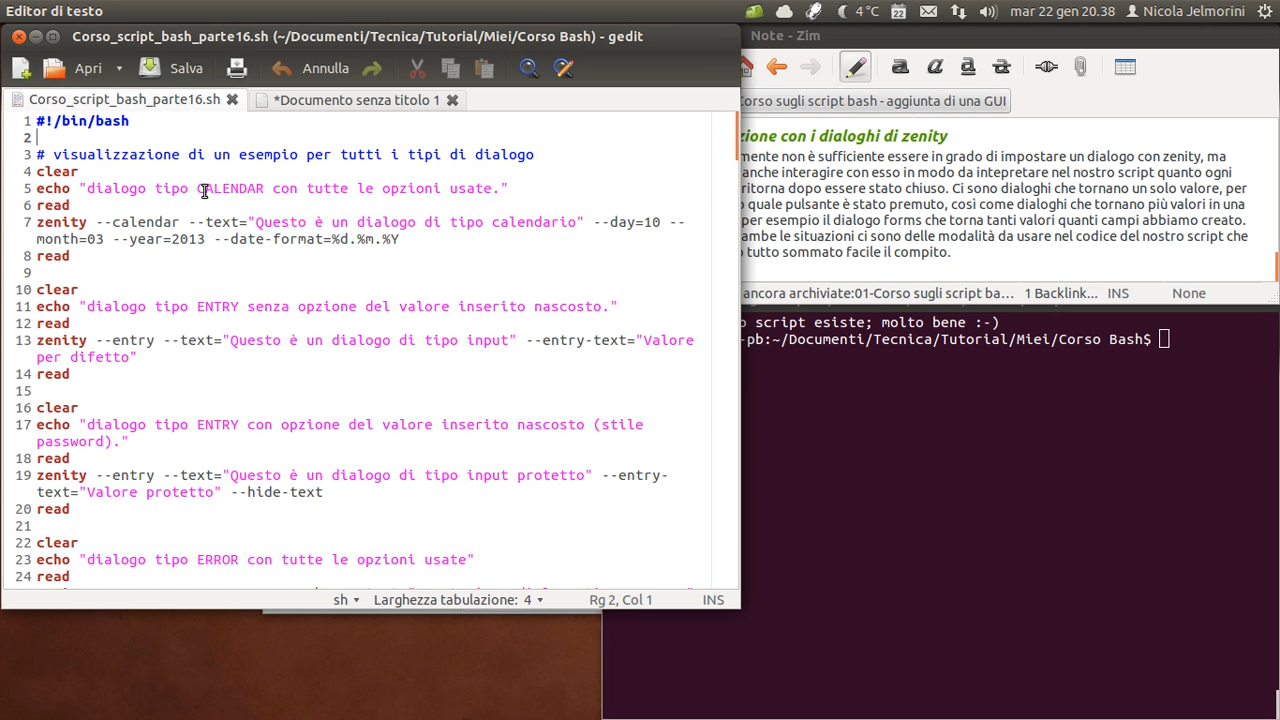 Editor di testo
4 °C
mar 22 gen 20.38
Nicola Jelmorini
Corso_script_bash_parte16.sh (~/Documenti/Tecnica/Tutorial/Miei/Corso Bash) - gedit
Note - Zim
Apri
Salva
Annulla
Corso_script_bash_parte16.sh
*Documento senza titolo 1
Corso sugli script bash - aggiunta di una GUI
1 #!/bin/bash
2
3 # visualizzazione di un esempio per tutti i tipi di dialogo
4 clear
5 echo "dialogo tipo CALENDAR con tutte le opzioni usate."
6 read
7 zenity --calendar --text="Questo è un dialogo di tipo calendario" --day=10 --
month=03 --year=2013 --date-format=%d.%m.%Y
8 read
9
10 clear
11 echo "dialogo tipo ENTRY senza opzione del valore inserito nascosto."
12 read
13 zenity --entry --text="Questo è un dialogo di tipo input" --entry-text="Valore
per difetto"
14 read
15
16 clear
17 echo "dialogo tipo ENTRY con opzione del valore inserito nascosto (stile
password)."
18 read
19 zenity --entry --text="Questo è un dialogo di tipo input protetto" --entry-
text="Valore protetto" --hide-text
20 read
21
22 clear
23 echo "dialogo tipo ERROR con tutte le opzioni usate"
24 read
sh
Larghezza tabulazione: 4
Rg 2, Col 1
INS
zione con i dialoghi di zenity
mente non è sufficiente essere in grado di impostare un dialogo con zenity, ma
anche interagire con esso in modo da intepretare nel nostro script quanto ogni
ritorna dopo essere stato chiuso. Ci sono dialoghi che tornano un solo valore, per
quale pulsante è stato premuto, così come dialoghi che tornano più valori in una
per esempio il dialogo forms che torna tanti valori quanti campi abbiamo creato.
ambe le situazioni ci sono delle modalità da usare nel codice del nostro script che
o tutto sommato facile il compito.
ancora archiviate:01-Corso sugli script ba...
1 Backlink...
INS
None
o script esiste; molto bene :-)
-pb:~/Documenti/Tecnica/Tutorial/Miei/Corso Bash$